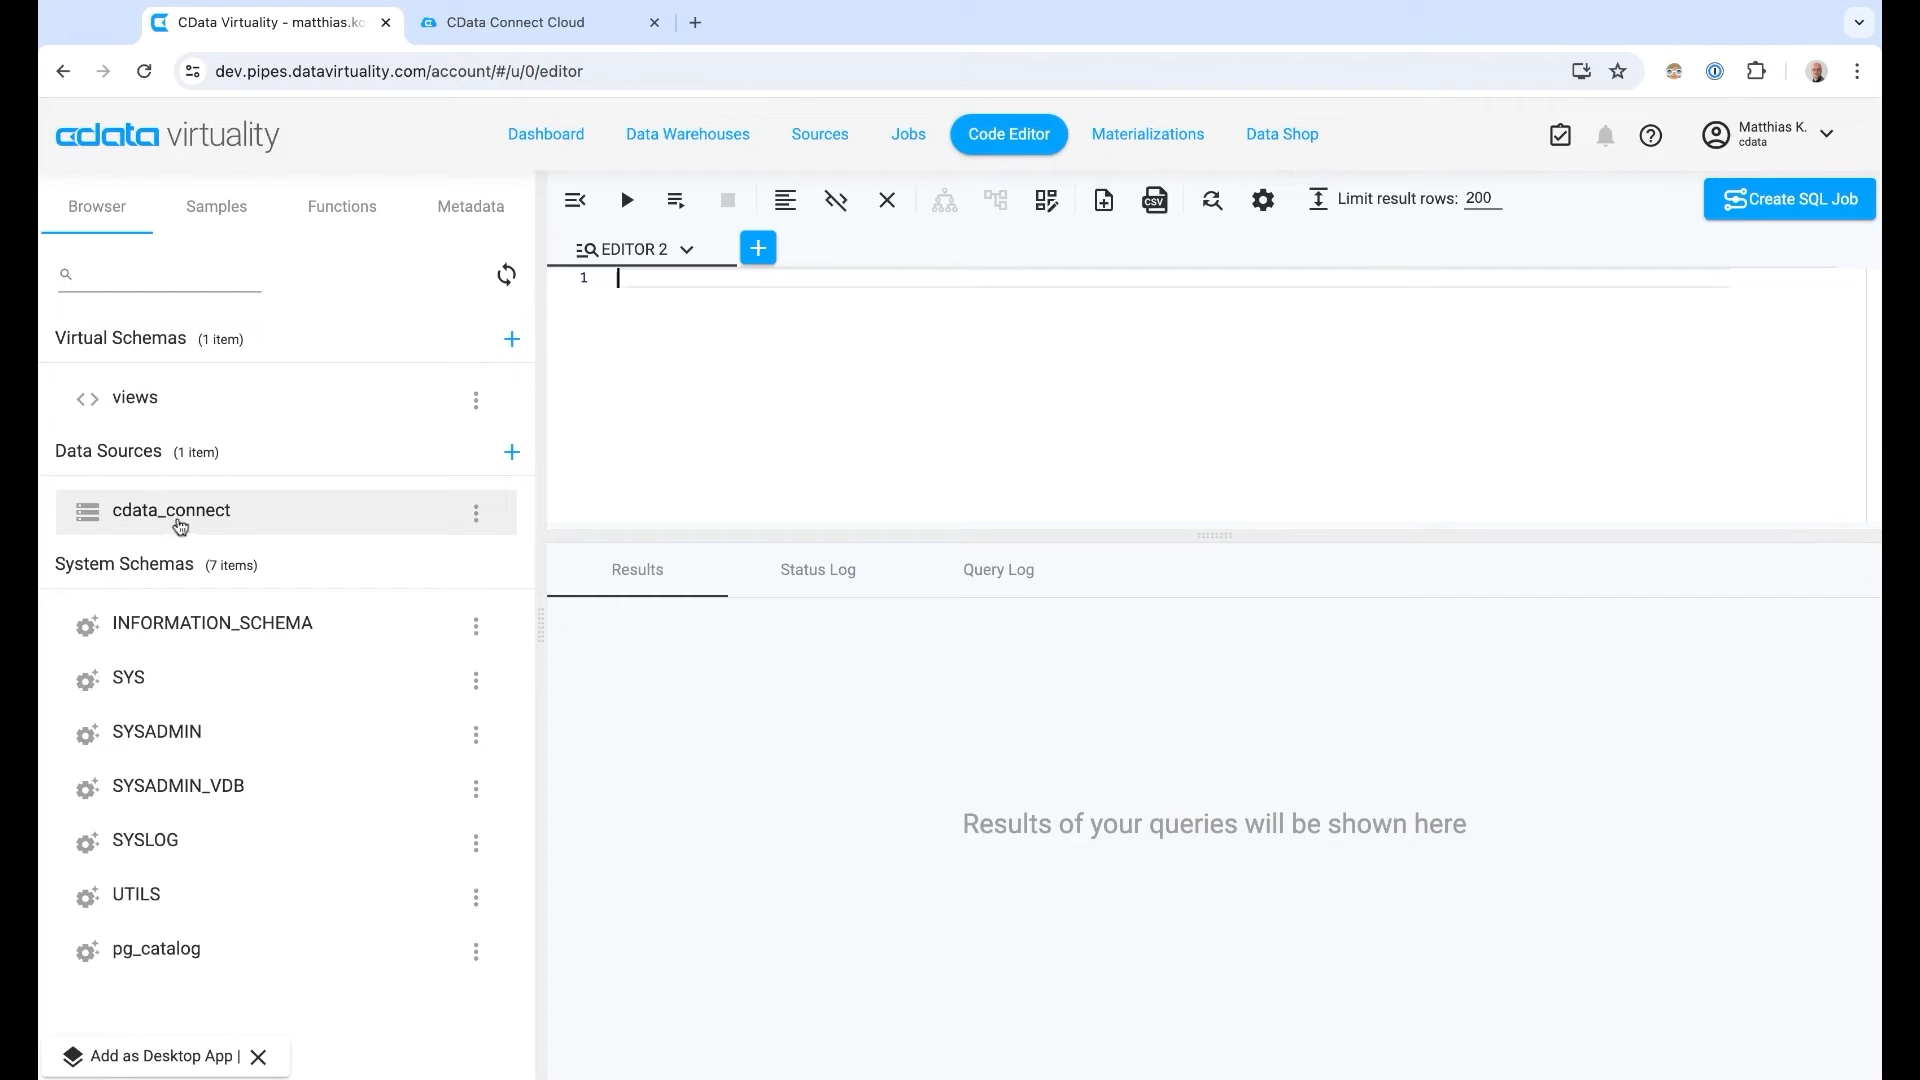 CData Virtuality - matthias.ko
CData Connect Cloud
dev.pipes.datavirtuality.com/account/#/u/0/editor
cdata virtuality
Dashboard
Data Warehouses
Sources
Jobs
Code Editor
Materializations
Data Shop
Matthias K.
cdata
Browser
Samples
Functions
Metadata
CSV
Limit result rows: 200
Create SQL Job
EDITOR 2
1
Virtual Schemas (1 item)
views
Data Sources (1 item)
cdata_connect
System Schemas (7 items)
INFORMATION_SCHEMA
SYS
SYSADMIN
SYSADMIN_VDB
SYSLOG
UTILS
pg_catalog
Results
Status Log
Query Log
Results of your queries will be shown here
Add as Desktop App |